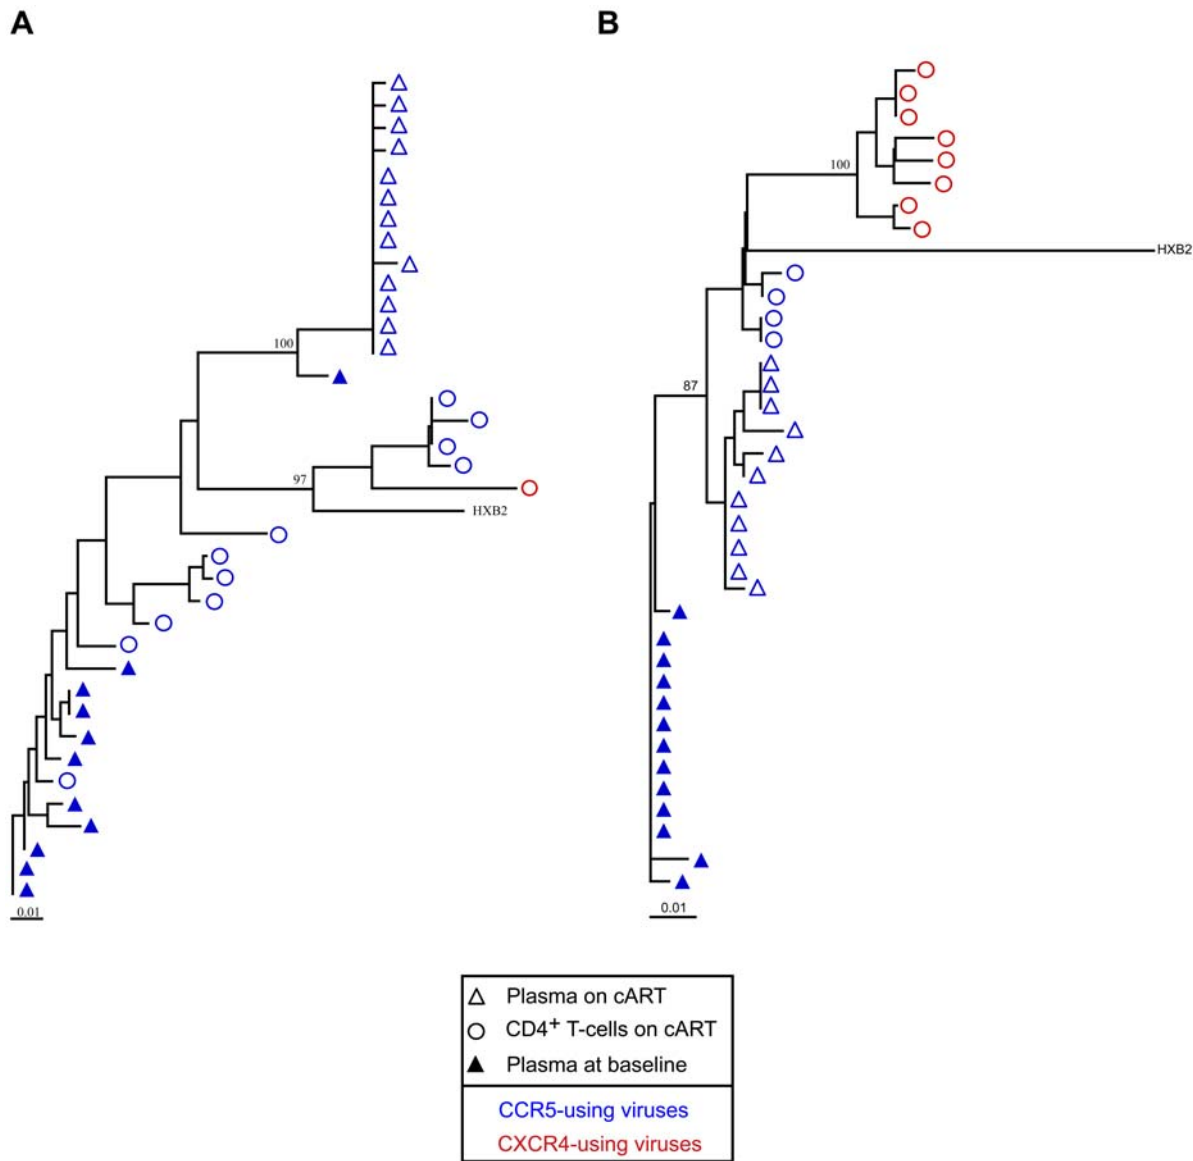 A
B
100
100
HXB2
87
97
HXB2
0.01
0.01
Plasma on cART
CD4+ T-cells on cART
Plasma at baseline
CCR5-using viruses
CXCR4-using viruses